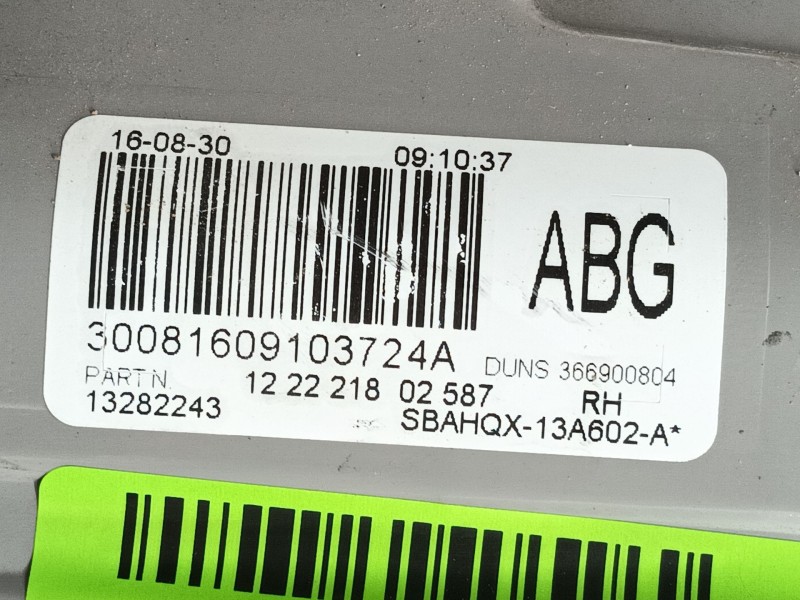 16-08-30 09:10:37
ABG
30081609103724A
DUNS 366900804
PART N. 12 22 218 02 587 RH
13282243 SBAHQX-13A602-A*